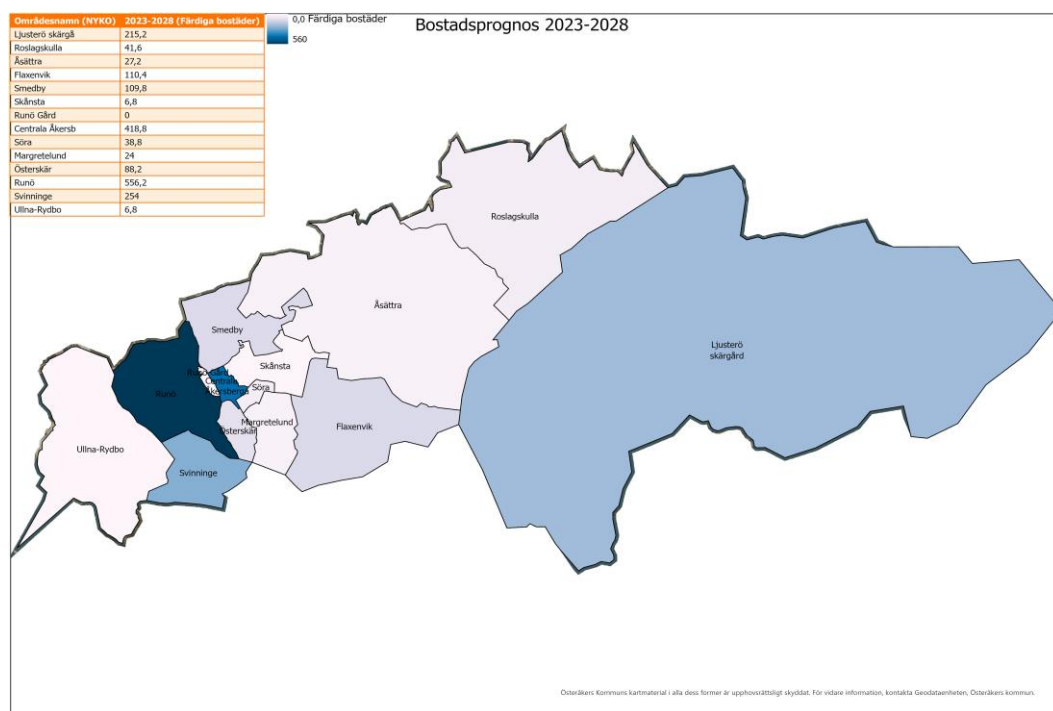 Områdesnamn (NYKO) 2023-2028 (Färdiga bostäder)
Ljusterö skärgå 215,2
Roslagskulla 41,6
Åsättra 27,2
Flaxenvik 110,4
Smedby 109,8
Skånsta 6,8
Runö Gård 0
Centrala Åkersb 418,8
Söra 38,8
Margretelund 24
Österskär 88,2
Runö 556,2
Svinninge 254
Ullna-Rydbo 6,8
0,0 Färdiga bostäder
560
Bostadsprognos 2023-2028
Roslagskulla
Åsättra
Smedby
Ljusterö
skärgård
Skånsta
Runö Gård
Centrala
Åkersberga
Söra
Runö
Margretelund
Österskär
Flaxenvik
Ullna-Rydbo
Svinninge
Österåkers Kommuns kartmaterial i alla dess former är upphovsrättsligt skyddat. För vidare information, kontakta Geodataenheten, Österåkers kommun.